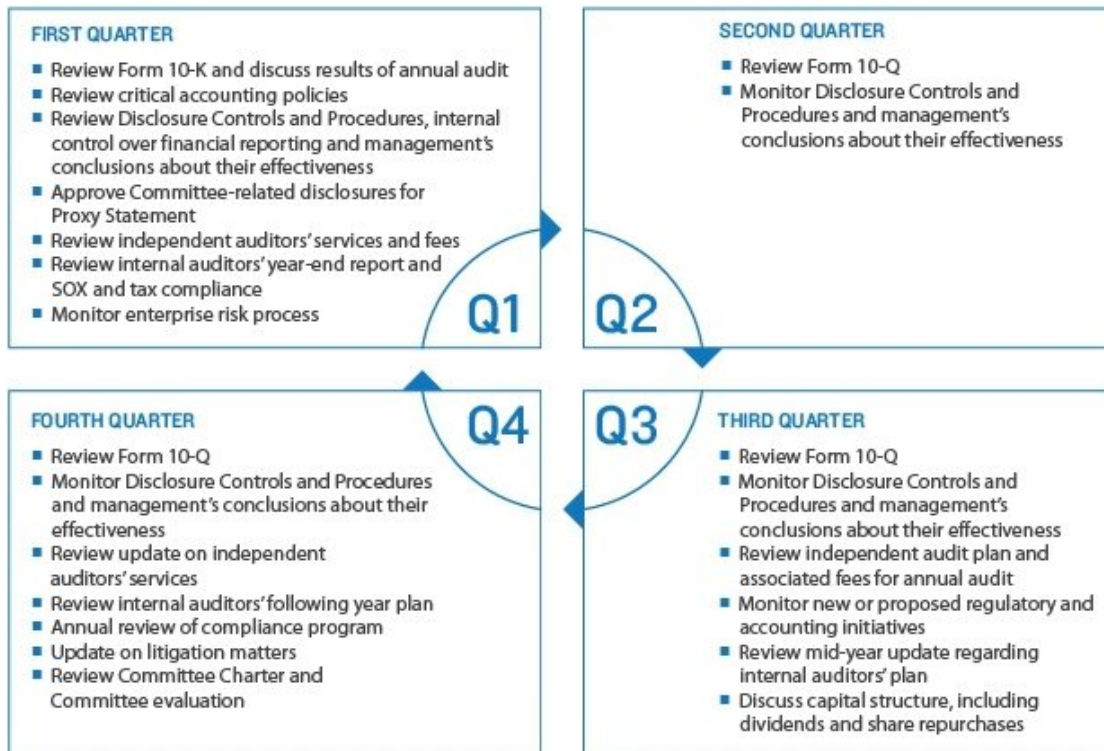 FIRST QUARTER
■ Review Form 10-K and discuss results of annual audit
■ Review critical accounting policies
■ Review Disclosure Controls and Procedures, internal
control over financial reporting and management’s
conclusions about their effectiveness
■ Approve Committee-related disclosures for
Proxy Statement
■ Review independent auditors’ services and fees
■ Review internal auditors’ year-end report and
SOX and tax compliance
■ Monitor enterprise risk process
Q1
SECOND QUARTER
■ Review Form 10-Q
■ Monitor Disclosure Controls and
Procedures and management’s
conclusions about their effectiveness
Q2
THIRD QUARTER
■ Review Form 10-Q
■ Monitor Disclosure Controls and
Procedures and management’s
conclusions about their effectiveness
■ Review independent audit plan and
associated fees for annual audit
■ Monitor new or proposed regulatory and
accounting initiatives
■ Review mid-year update regarding
internal auditors’ plan
■ Discuss capital structure, including
dividends and share repurchases
Q3
FOURTH QUARTER
■ Review Form 10-Q
■ Monitor Disclosure Controls and Procedures
and management’s conclusions about their
effectiveness
■ Review update on independent
auditors’ services
■ Review internal auditors’ following year plan
■ Annual review of compliance program
■ Update on litigation matters
■ Review Committee Charter and
Committee evaluation
Q4